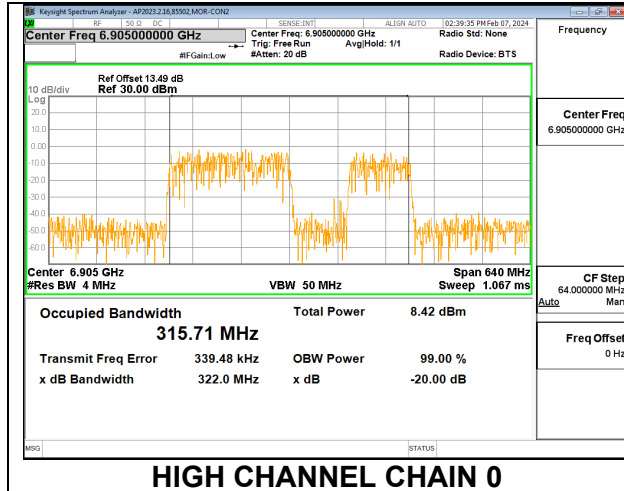 Keysight Spectrum Analyzer - AP2023.2.16,85502,MOR-CON2
RF 50 Ω DC SENSE:INT ALIGN AUTO 02:39:35 PM Feb 07, 2024
Center Freq 6.905000000 GHz
Center Freq: 6.905000000 GHz Radio Std: None
Trig: Free Run Avg|Hold: 1/1
#IFGain:Low #Atten: 20 dB Radio Device: BTS
Frequency
Ref Offset 13.49 dB
10 dB/div Ref 30.00 dBm
Log
20.0
10.0
0.00
-10.0
-20.0
-30.0
-40.0
-50.0
-60.0
Center 6.905 GHz Span 640 MHz
#Res BW 4 MHz VBW 50 MHz Sweep 1.067 ms
Center Freq
6.905000000 GHz
CF Step
64.000000 MHz
Auto Man
Freq Offset
0 Hz
Occupied Bandwidth Total Power 8.42 dBm
315.71 MHz
Transmit Freq Error 339.48 kHz OBW Power 99.00 %
x dB Bandwidth 322.0 MHz x dB -20.00 dB
MSG STATUS
HIGH CHANNEL CHAIN 0